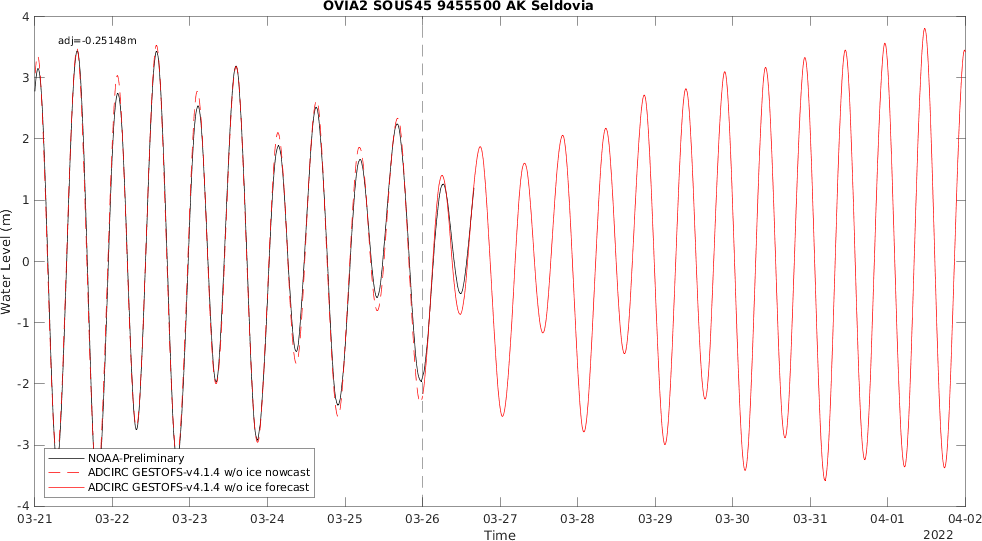 OVIA2 SOUS45 9455500 AK Seldovia
adj=-0.25148m
Water Level (m)
4
3
2
1
0
-1
-2
-3
-4
NOAA-Preliminary
ADCIRC GESTOFS-v4.1.4 w/o ice nowcast
ADCIRC GESTOFS-v4.1.4 w/o ice forecast
03-21 03-22 03-23 03-24 03-25 03-26 03-27 03-28 03-29 03-30 03-31 04-01 04-02
Time
2022